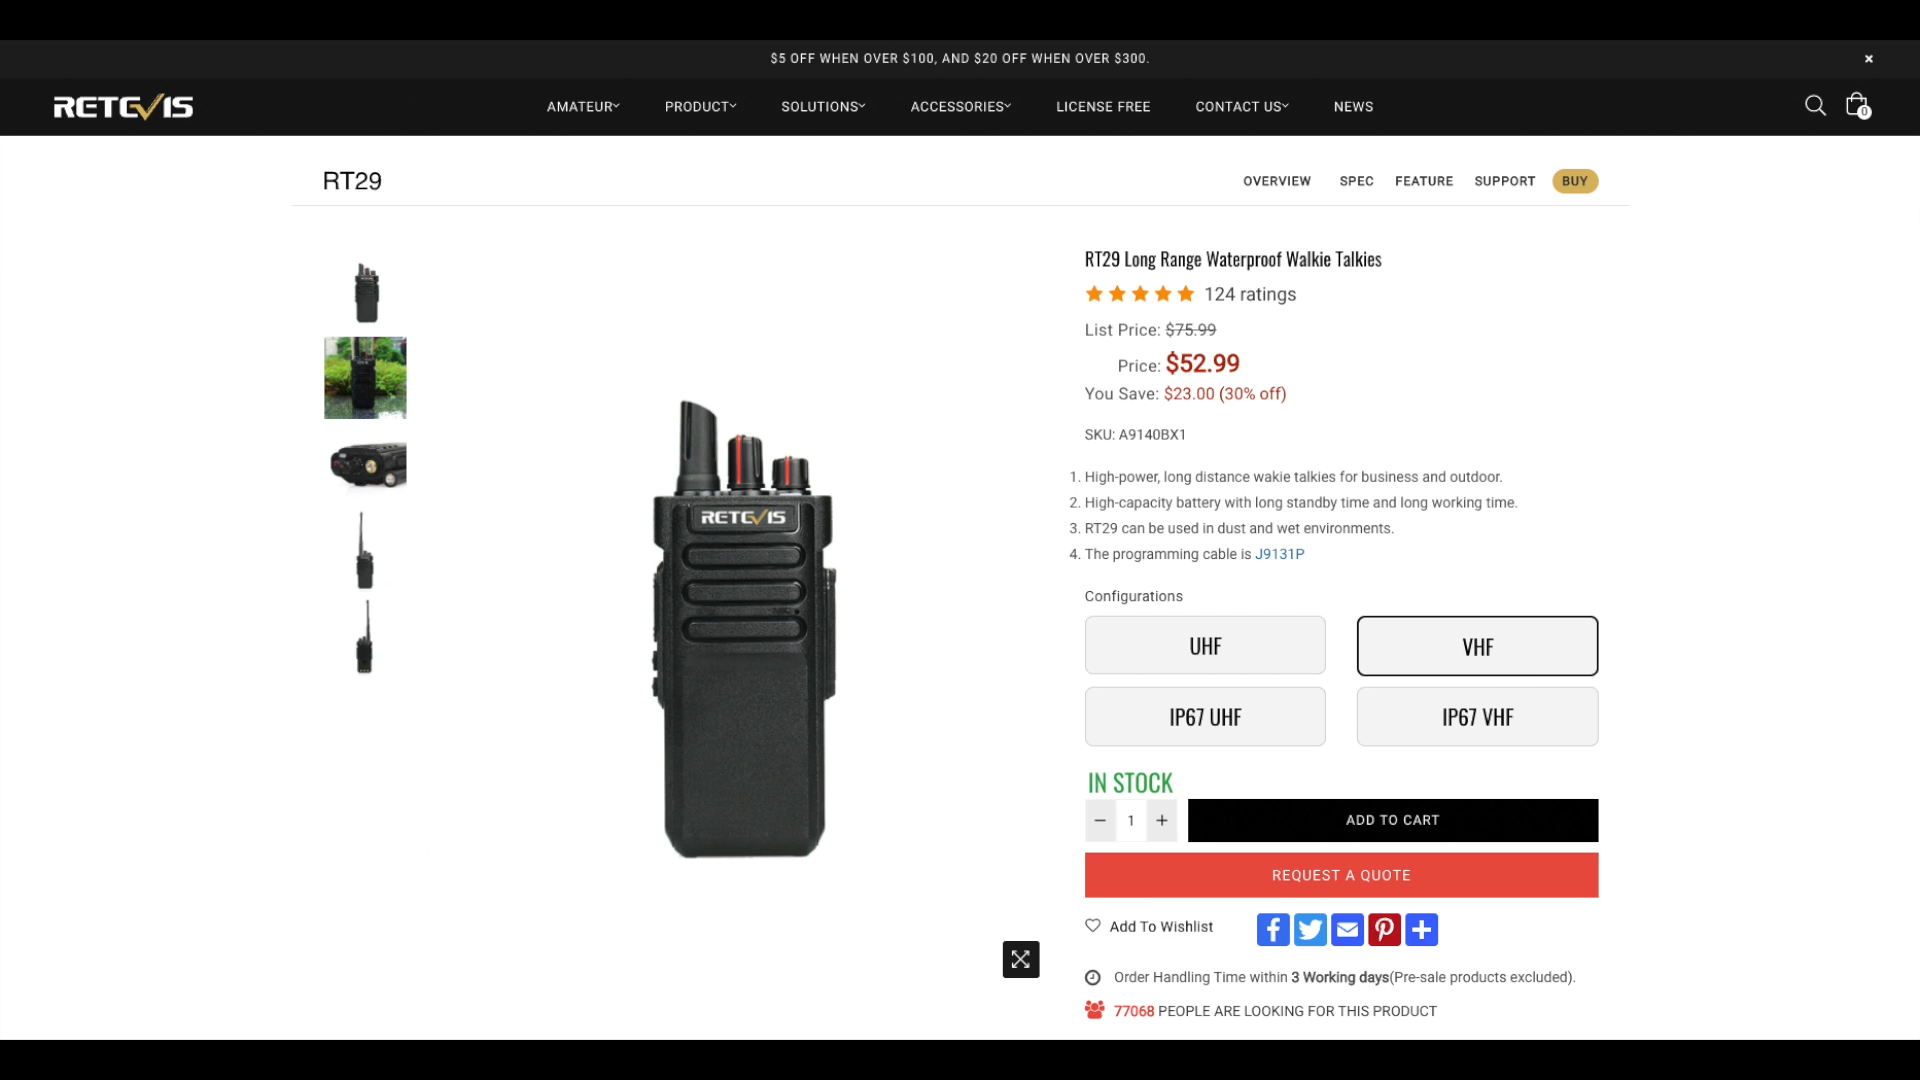 $5 OFF WHEN OVER $100, AND $20 OFF WHEN OVER $300.
×
RETEVIS
AMATEUR
PRODUCT
SOLUTIONS
ACCESSORIES
LICENSE FREE
CONTACT US
NEWS
0
RT29
OVERVIEW
SPEC
FEATURE
SUPPORT
BUY
RT29 Long Range Waterproof Walkie Talkies
124 ratings
List Price: $75.99
Price: $52.99
You Save: $23.00 (30% off)
SKU: A9140BX1
1. High-power, long distance wakie talkies for business and outdoor.
2. High-capacity battery with long standby time and long working time.
3. RT29 can be used in dust and wet environments.
4. The programming cable is J9131P
RETEVIS
Configurations
UHF
VHF
IP67 UHF
IP67 VHF
IN STOCK
− 1 +
ADD TO CART
REQUEST A QUOTE
Add To Wishlist
Order Handling Time within 3 Working days(Pre-sale products excluded).
77068 PEOPLE ARE LOOKING FOR THIS PRODUCT